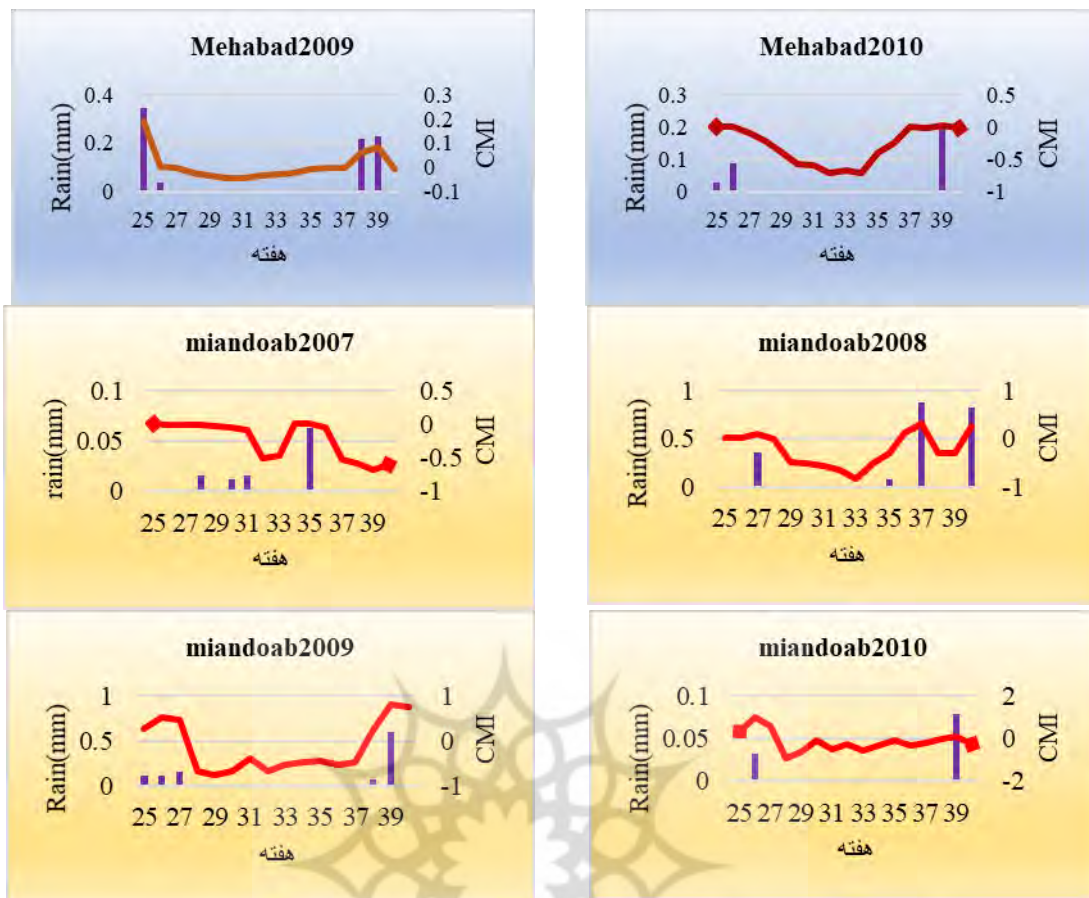 Mehabad2009
Rain(mm)
0.4
0.2
0
0.3
0.2
0.1
0
-0.1
CMI
25 27 29 31 33 35 37 39
هفته
Mehabad2010
Rain(mm)
0.3
0.2
0.1
0
0.5
0
-0.5
-1
CMI
25 27 29 31 33 35 37 39
هفته
miandoab2007
rain(mm)
0.1
0.05
0
0.5
0
-0.5
-1
CMI
25 27 29 31 33 35 37 39
هفته
miandoab2008
Rain(mm)
1
0.5
0
1
0
-1
CMI
25 27 29 31 33 35 37 39
هفته
miandoab2009
Rain(mm)
1
0.5
0
1
0
-1
CMI
25 27 29 31 33 35 37 39
هفته
miandoab2010
Rain(mm)
0.1
0.05
0
2
0
-2
CMI
25 27 29 31 33 35 37 39
هفته